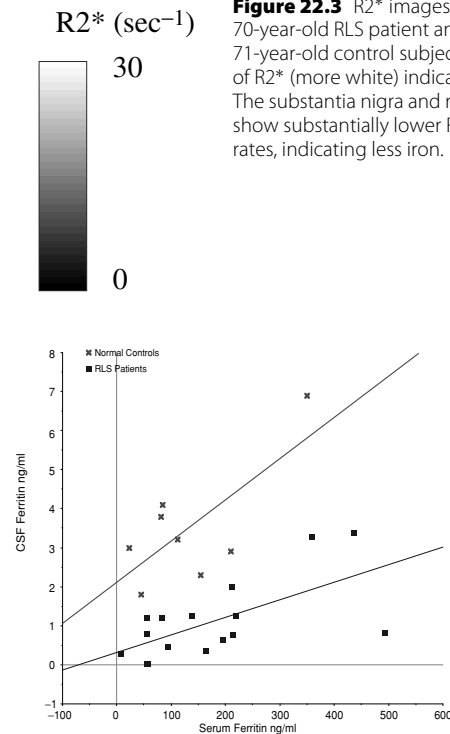 R2* (sec−1)
30
0
Figure 22.3 R2* images
70-year-old RLS patient an
71-year-old control subjec
of R2* (more white) indica
The substantia nigra and r
show substantially lower R
rates, indicating less iron.
8
7
6
5
4
3
2
1
0
−1
CSF Ferritin ng/ml
Normal Controls
RLS Patients
−100 0 100 200 300 400 500 600
Serum Ferritin ng/ml